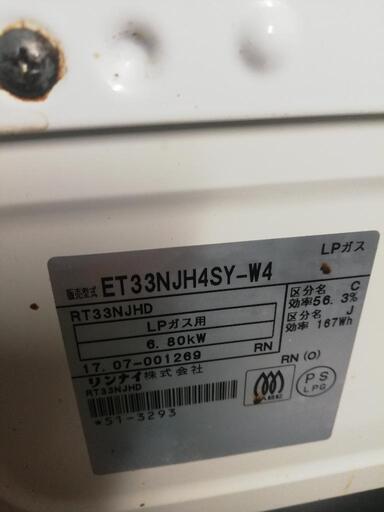 LPガス
販売型式 ET33NJH4SY-W4
RT33NJHD
LPガス用
6.80kW
17.07-001269 RN
リンナイ株式会社
RT33NJHD
*51-3293
区分名 C
効率56.3%
区分名 J
効率 167Wh
RN (O)
PS
LPG